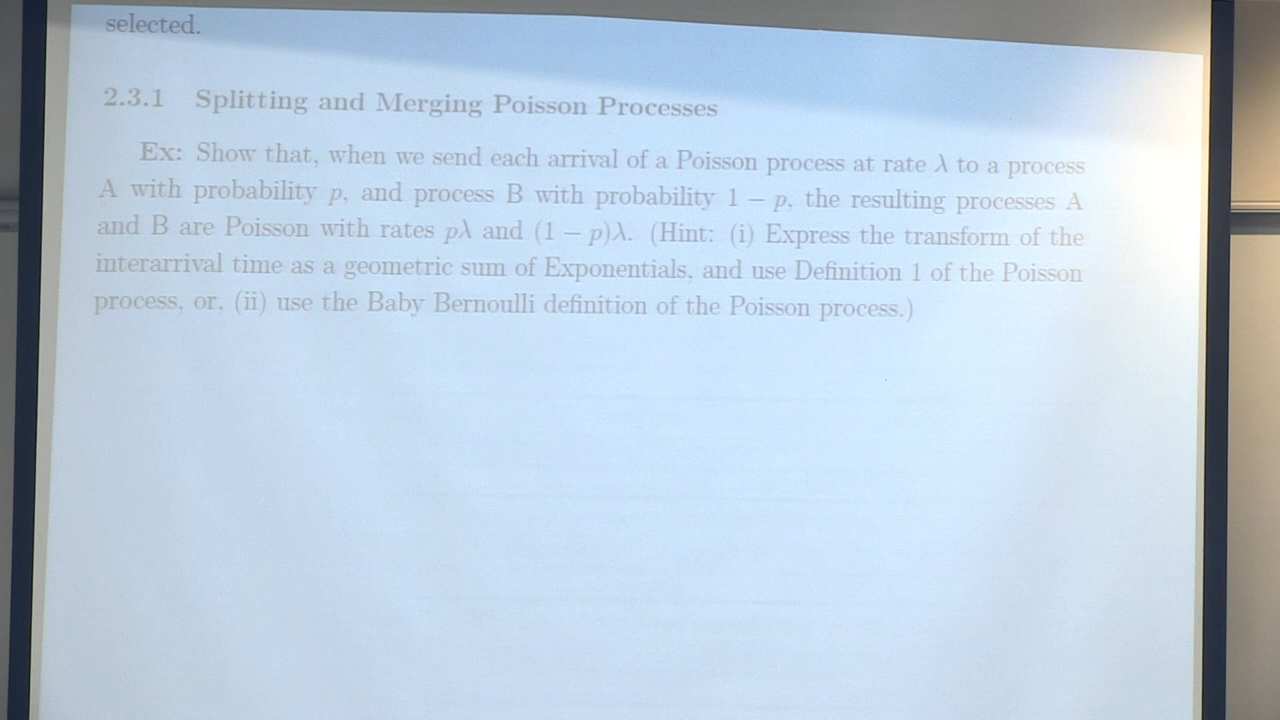 selected.
2.3.1 Splitting and Merging Poisson Processes
Ex: Show that, when we send each arrival of a Poisson process at rate λ to a process
A with probability p, and process B with probability 1 − p, the resulting processes A
and B are Poisson with rates pλ and (1 − p)λ. (Hint: (i) Express the transform of the
interarrival time as a geometric sum of Exponentials, and use Definition 1 of the Poisson
process, or, (ii) use the Baby Bernoulli definition of the Poisson process.)